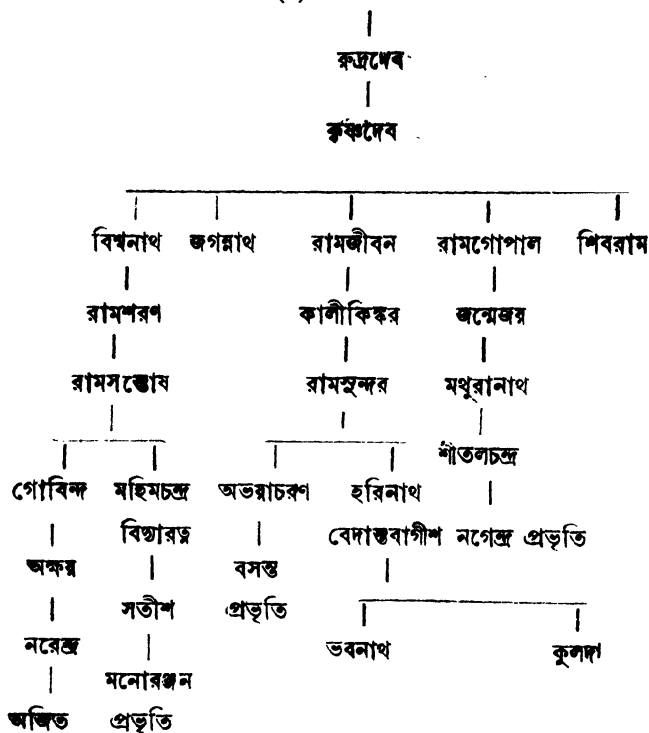 রুদ্রদেব
কৃষ্ণদেব
বিশ্বনাথ জগন্নাথ রামজীবন রামগোপাল শিবরাম
রামশরণ কালীকিঙ্কর জন্মেজয়
রামসন্তোষ রামসুন্দর মথুরানাথ
শীতলচন্দ্র
গোবিন্দ মহিমচন্দ্র অভয়াচরণ হরিনাথ
বিদ্যারত্ন বেদান্তবাগীশ নগেন্দ্র প্রভৃতি
অক্ষয় বসন্ত
সতীশ প্রভৃতি
নরেন্দ্র ভবনাথ কুলদা
মনোরঞ্জন
অজিত প্রভৃতি